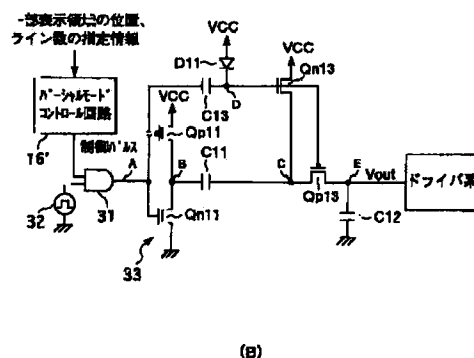 一部表示領域の位置、
ライン数の指定情報
パーシャルモード
コントロール回路
16'
制御パルス
32
31
33
A
B
C
D
E
VCC
D11
C13
VCC
Qp11
C11
Qn11
VCC
Qn13
Qp13
Vout
C12
ドライバ系
(B)